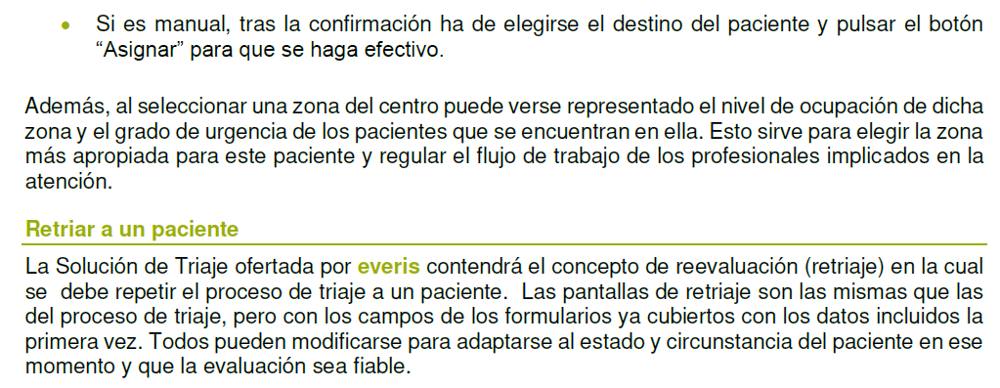 • Si es manual, tras la confirmación ha de elegirse el destino del paciente y pulsar el botón
“Asignar” para que se haga efectivo.
Además, al seleccionar una zona del centro puede verse representado el nivel de ocupación de dicha
zona y el grado de urgencia de los pacientes que se encuentran en ella. Esto sirve para elegir la zona
más apropiada para este paciente y regular el flujo de trabajo de los profesionales implicados en la
atención.
Retriar a un paciente
La Solución de Triaje ofertada por everis contendrá el concepto de reevaluación (retriaje) en la cual
se debe repetir el proceso de triaje a un paciente. Las pantallas de retriaje son las mismas que las
del proceso de triaje, pero con los campos de los formularios ya cubiertos con los datos incluidos la
primera vez. Todos pueden modificarse para adaptarse al estado y circunstancia del paciente en ese
momento y que la evaluación sea fiable.